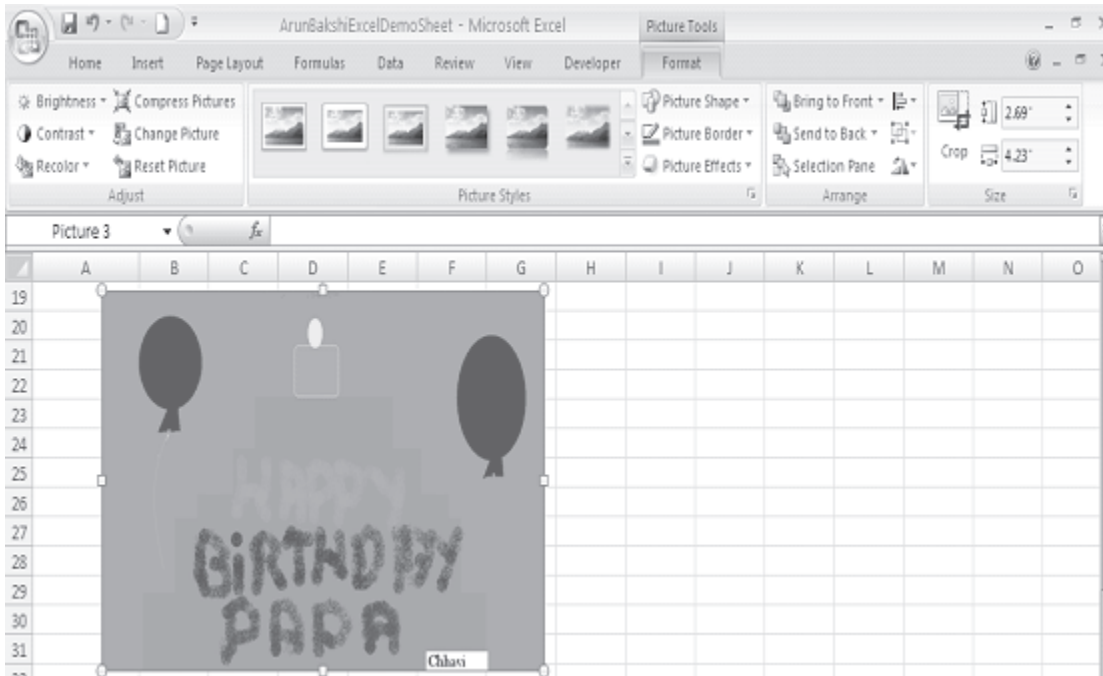 ArunBakshiExcelDemoSheet - Microsoft Excel Picture Tools
Home Insert Page Layout Formulas Data Review View Developer Format
Brightness Compress Pictures Picture Shape Bring to Front 2.69"
Contrast Change Picture Picture Border Send to Back
Recolor Reset Picture Picture Effects Selection Pane Crop 4.23"
Adjust Picture Styles Arrange Size
Picture 3 fx
A B C D E F G H I J K L M N O
19
20
21
22
23
24
25
HAPPY
26
27
BiRTHDAY
28
29
30
PAPA
31
Chhavi